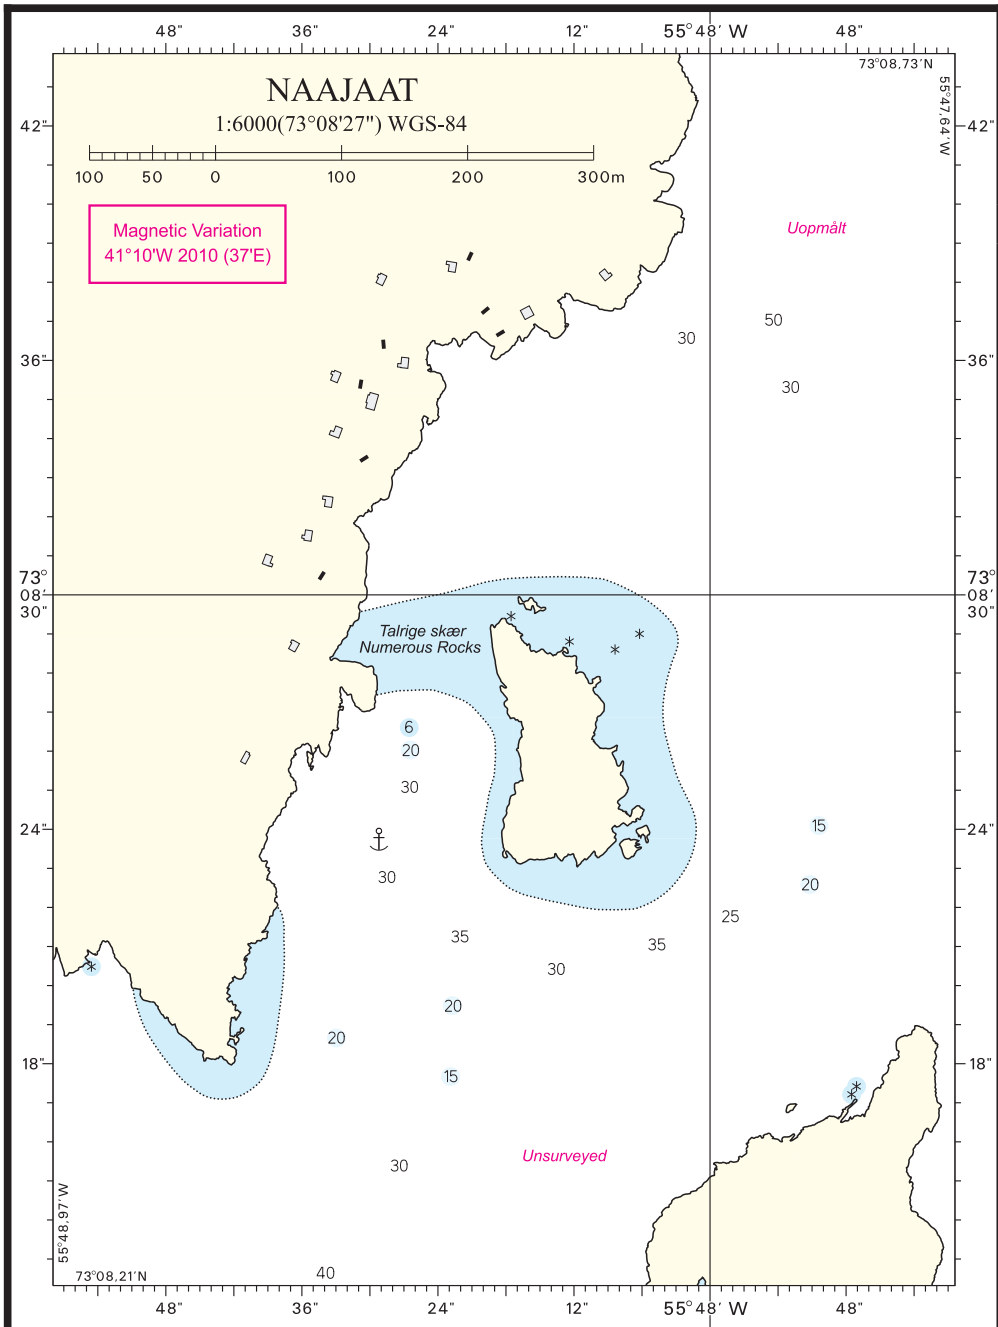 48" 36" 24" 12" 55°48' W 48"
73°08,73'N
55°47,64'W
NAAJAAT
1:6000(73°08'27") WGS-84
42" 42"
100 50 0 100 200 300m
Magnetic Variation
41°10'W 2010 (37'E)
Uopmålt
50
30
36" 36"
30
73° 73°
08' 08'
30" 30"
Talrige skær
Numerous Rocks
6
20
30
24" 15 24"
30
20
25
35 35
30
20
20
18" 15 18"
Unsurveyed
30
55°48,97'W
40
73°08,21'N
48" 36" 24" 12" 55°48' W 48"